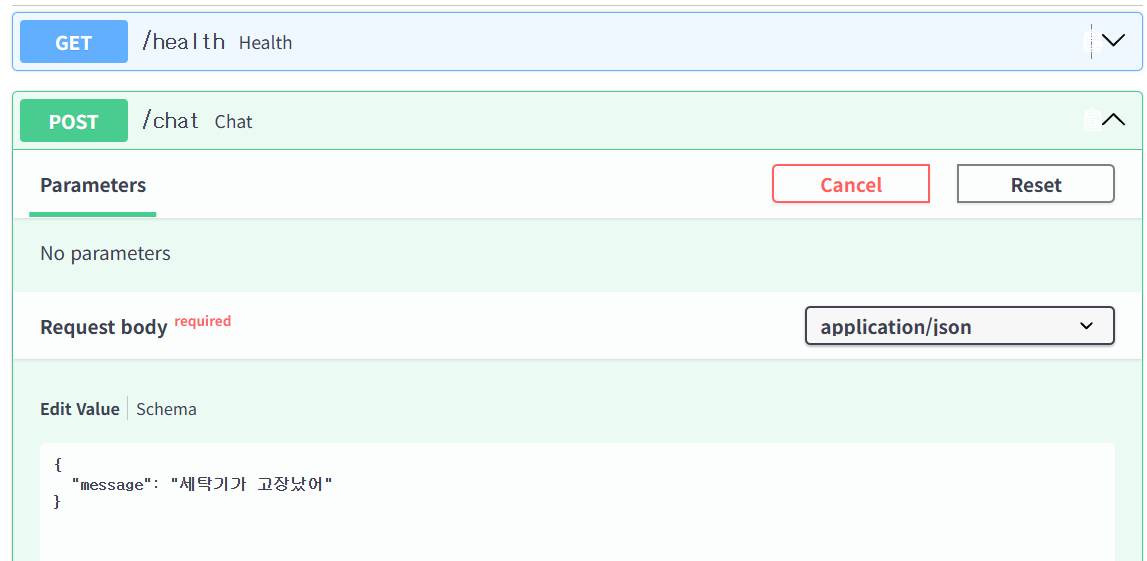 GET /health Health
POST /chat Chat
Parameters Cancel Reset
No parameters
Request body required application/json
Edit Value Schema
{
"message": "세탁기가 고장났어"
}